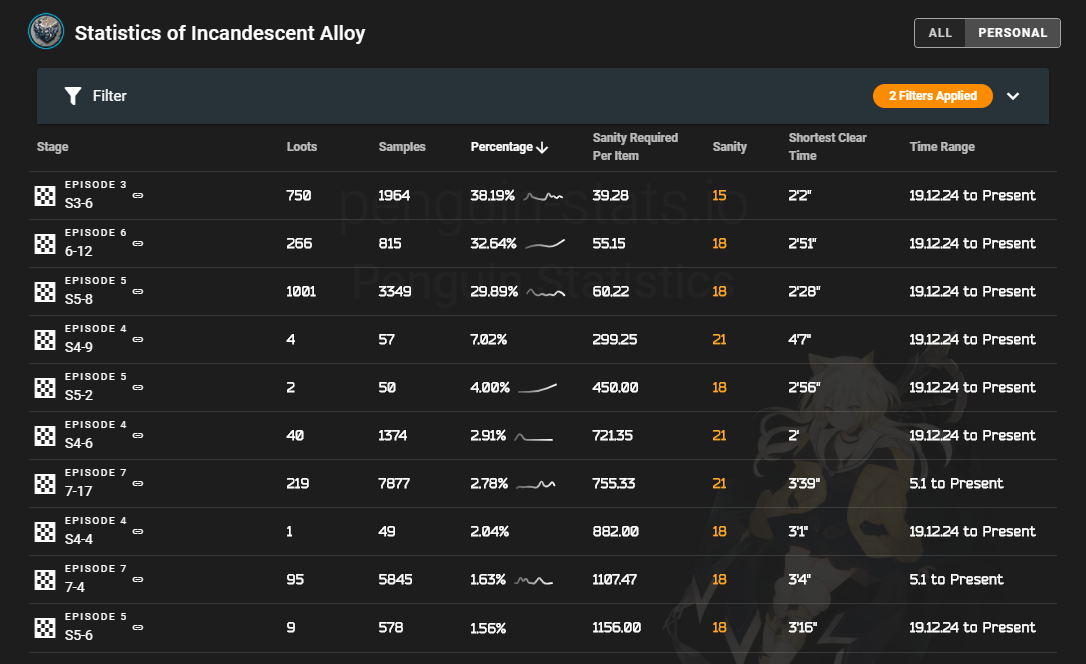 Statistics of Incandescent Alloy
ALL PERSONAL
Filter
2 Filters Applied
Stage Loots Samples Percentage Sanity Required Per Item Sanity Shortest Clear Time Time Range
EPISODE 3
S3-6 750 1964 38.19% 39.28 15 2'2" 19.12.24 to Present
EPISODE 6
6-12 266 815 32.64% 55.15 18 2'51" 19.12.24 to Present
EPISODE 5
S5-8 1001 3349 29.89% 60.22 18 2'28" 19.12.24 to Present
EPISODE 4
S4-9 4 57 7.02% 299.25 21 4'7" 19.12.24 to Present
EPISODE 5
S5-2 2 50 4.00% 450.00 18 2'56" 19.12.24 to Present
EPISODE 4
S4-6 40 1374 2.91% 721.35 21 2' 19.12.24 to Present
EPISODE 7
7-17 219 7877 2.78% 755.33 21 3'39" 5.1 to Present
EPISODE 4
S4-4 1 49 2.04% 882.00 18 3'1" 19.12.24 to Present
EPISODE 7
7-4 95 5845 1.63% 1107.47 18 3'4" 5.1 to Present
EPISODE 5
S5-6 9 578 1.56% 1156.00 18 3'16" 19.12.24 to Present
penguin-stats.io
Penguin Statistics